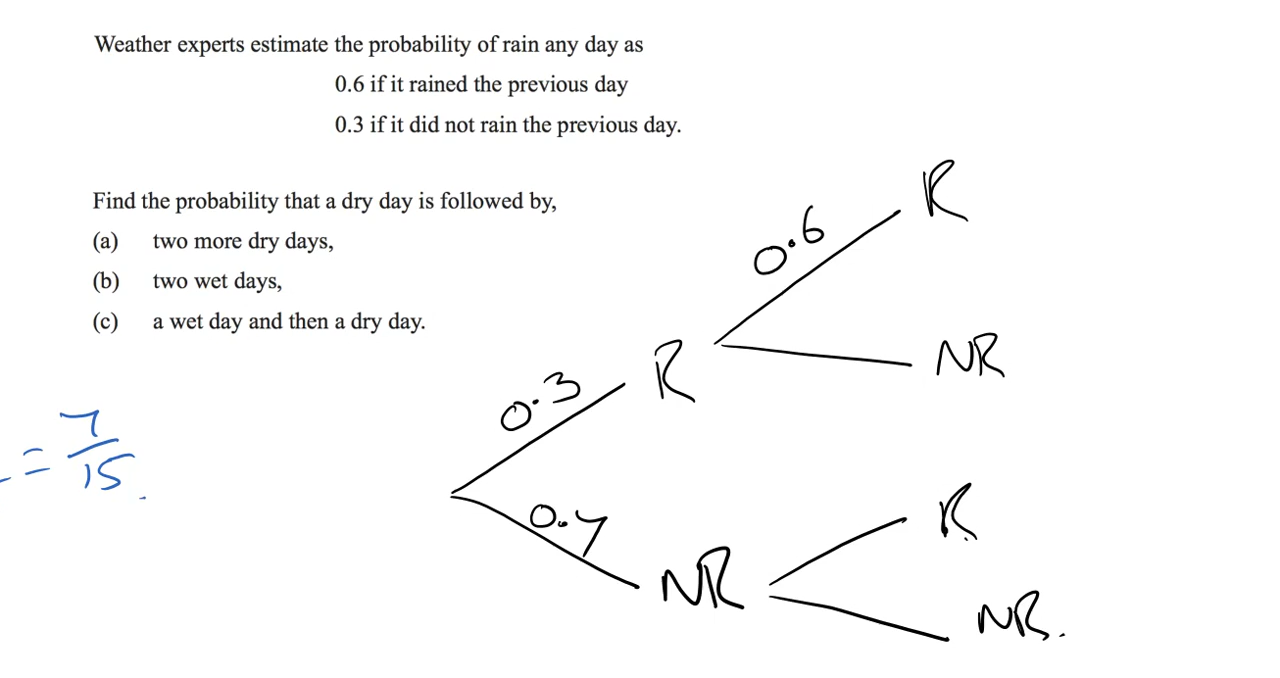 Weather experts estimate the probability of rain any day as
0.6 if it rained the previous day
0.3 if it did not rain the previous day.
Find the probability that a dry day is followed by,
(a) two more dry days,
(b) two wet days,
(c) a wet day and then a dry day.
R
0.6
NR
R
0.3
= 7/15.
0.7
R
NR
NR.